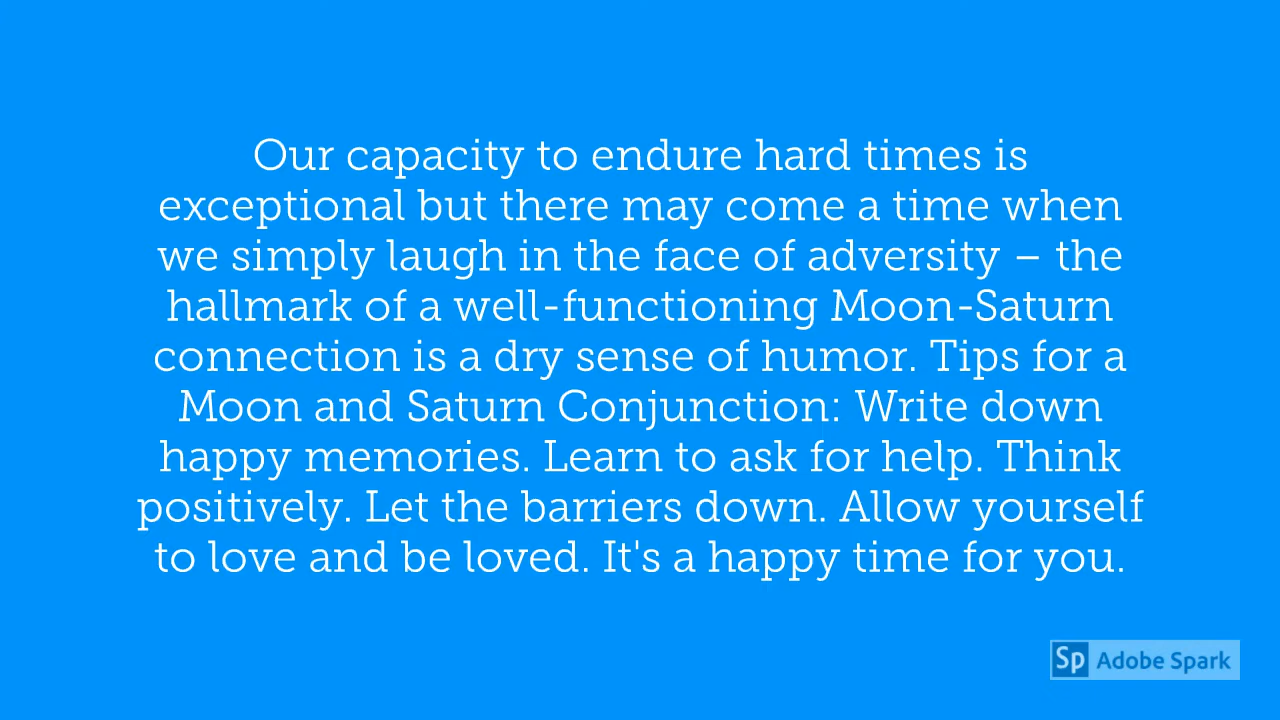 Our capacity to endure hard times is
exceptional but there may come a time when
we simply laugh in the face of adversity – the
hallmark of a well-functioning Moon-Saturn
connection is a dry sense of humor. Tips for a
Moon and Saturn Conjunction: Write down
happy memories. Learn to ask for help. Think
positively. Let the barriers down. Allow yourself
to love and be loved. It's a happy time for you.
Sp Adobe Spark